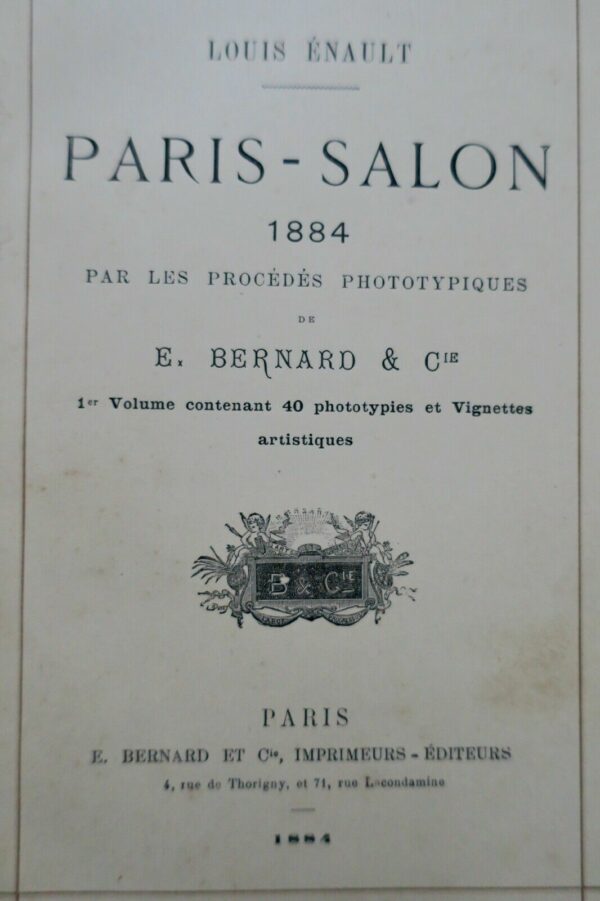 LOUIS ÉNAULT
PARIS-SALON
1884
PAR LES PROCÉDÉS PHOTOTYPIQUES
DE
E. BERNARD & CIE
1er Volume contenant 40 phototypies et Vignettes
artistiques
B & CIE
PARIS
E. BERNARD ET Cie, IMPRIMEURS-ÉDITEURS
4, rue de Thorigny, et 71, rue Lacondamine
1884